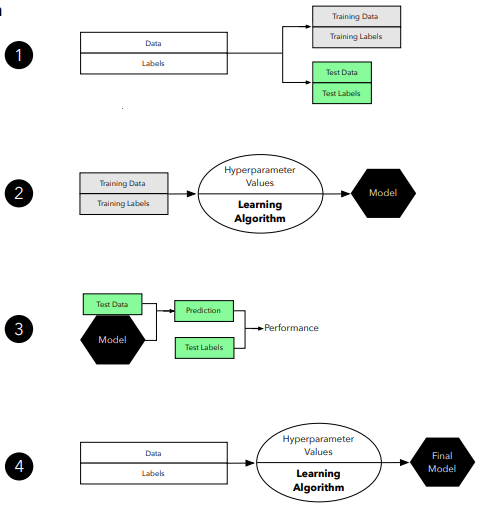 1
Data
Labels
Training Data
Training Labels
Test Data
Test Labels
2
Training Data
Training Labels
Hyperparameter
Values
Learning
Algorithm
Model
3
Test Data
Model
Prediction
Test Labels
Performance
4
Data
Labels
Hyperparameter
Values
Learning
Algorithm
Final
Model